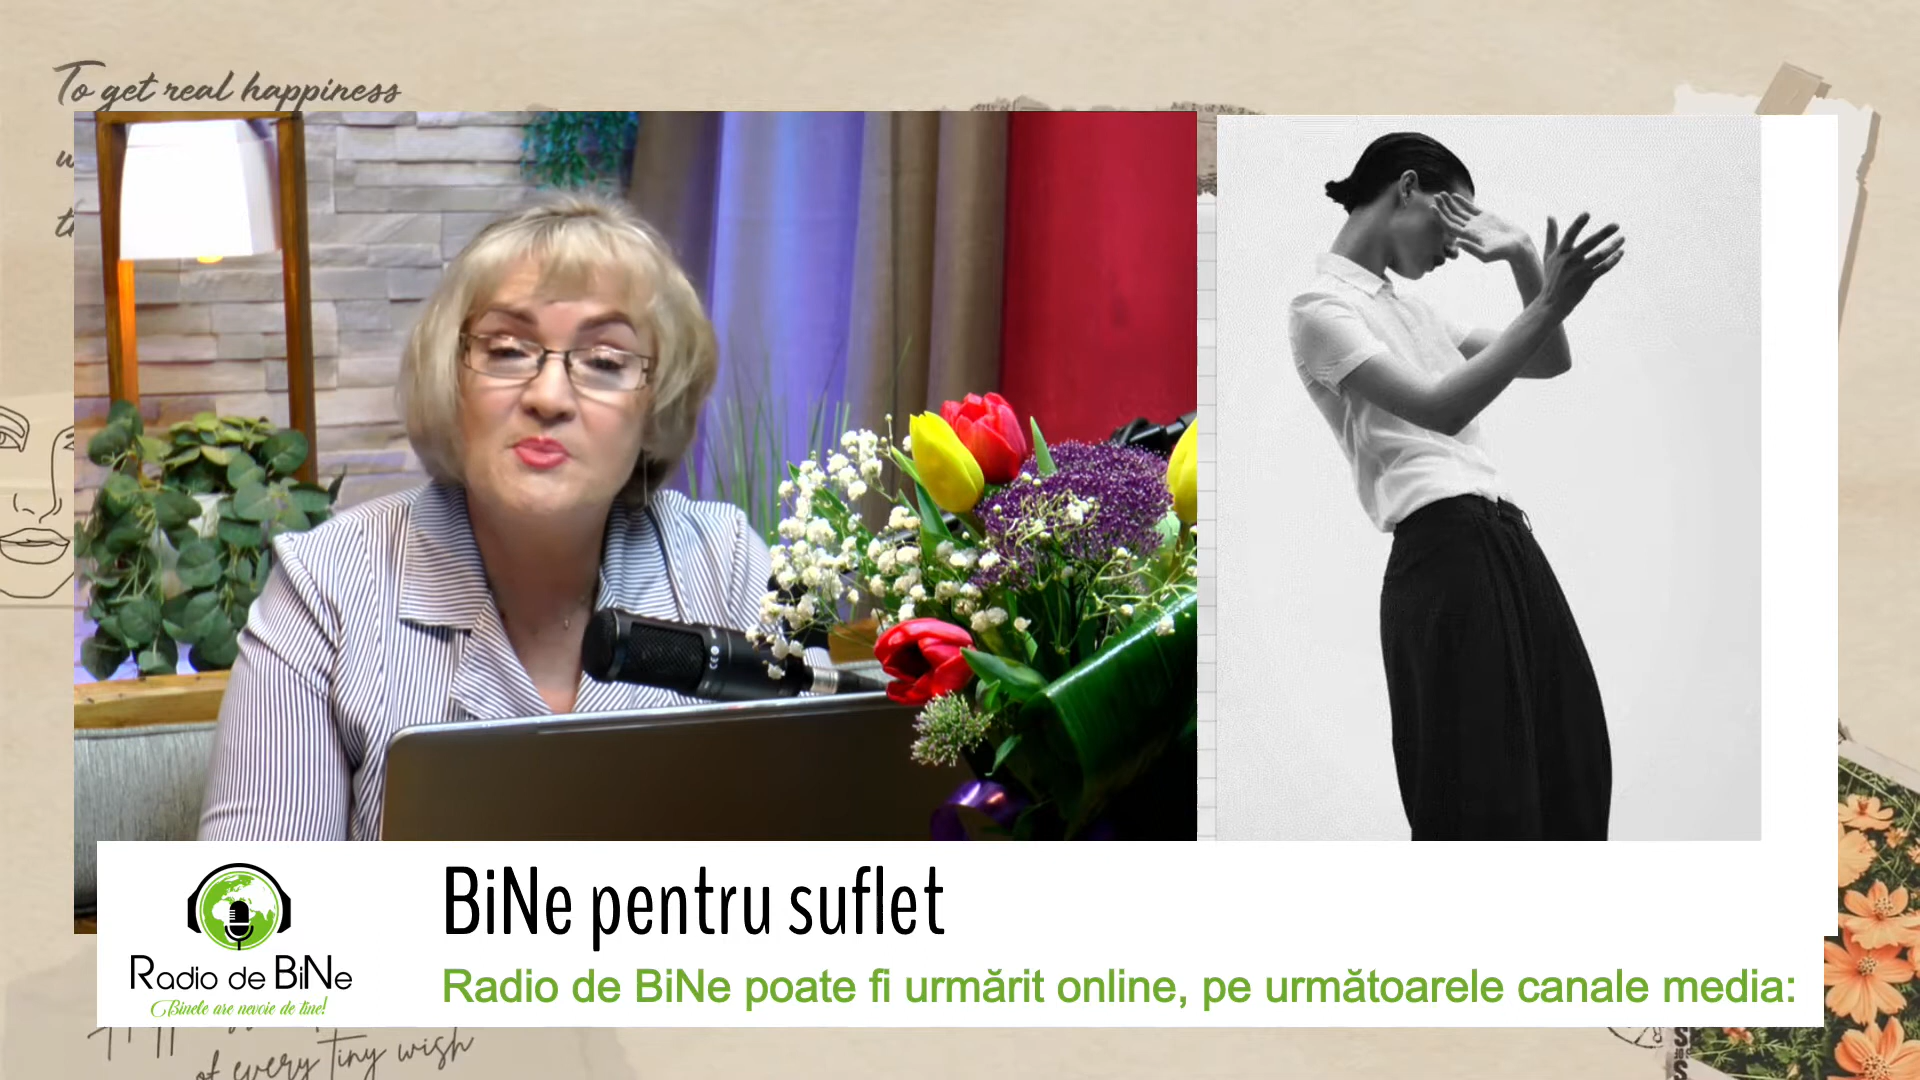 To get real happiness
BiNe pentru suflet
Radio de BiNe
Binele are nevoie de tine!
Radio de BiNe poate fi urmărit online, pe următoarele canale media:
of every tiny wish